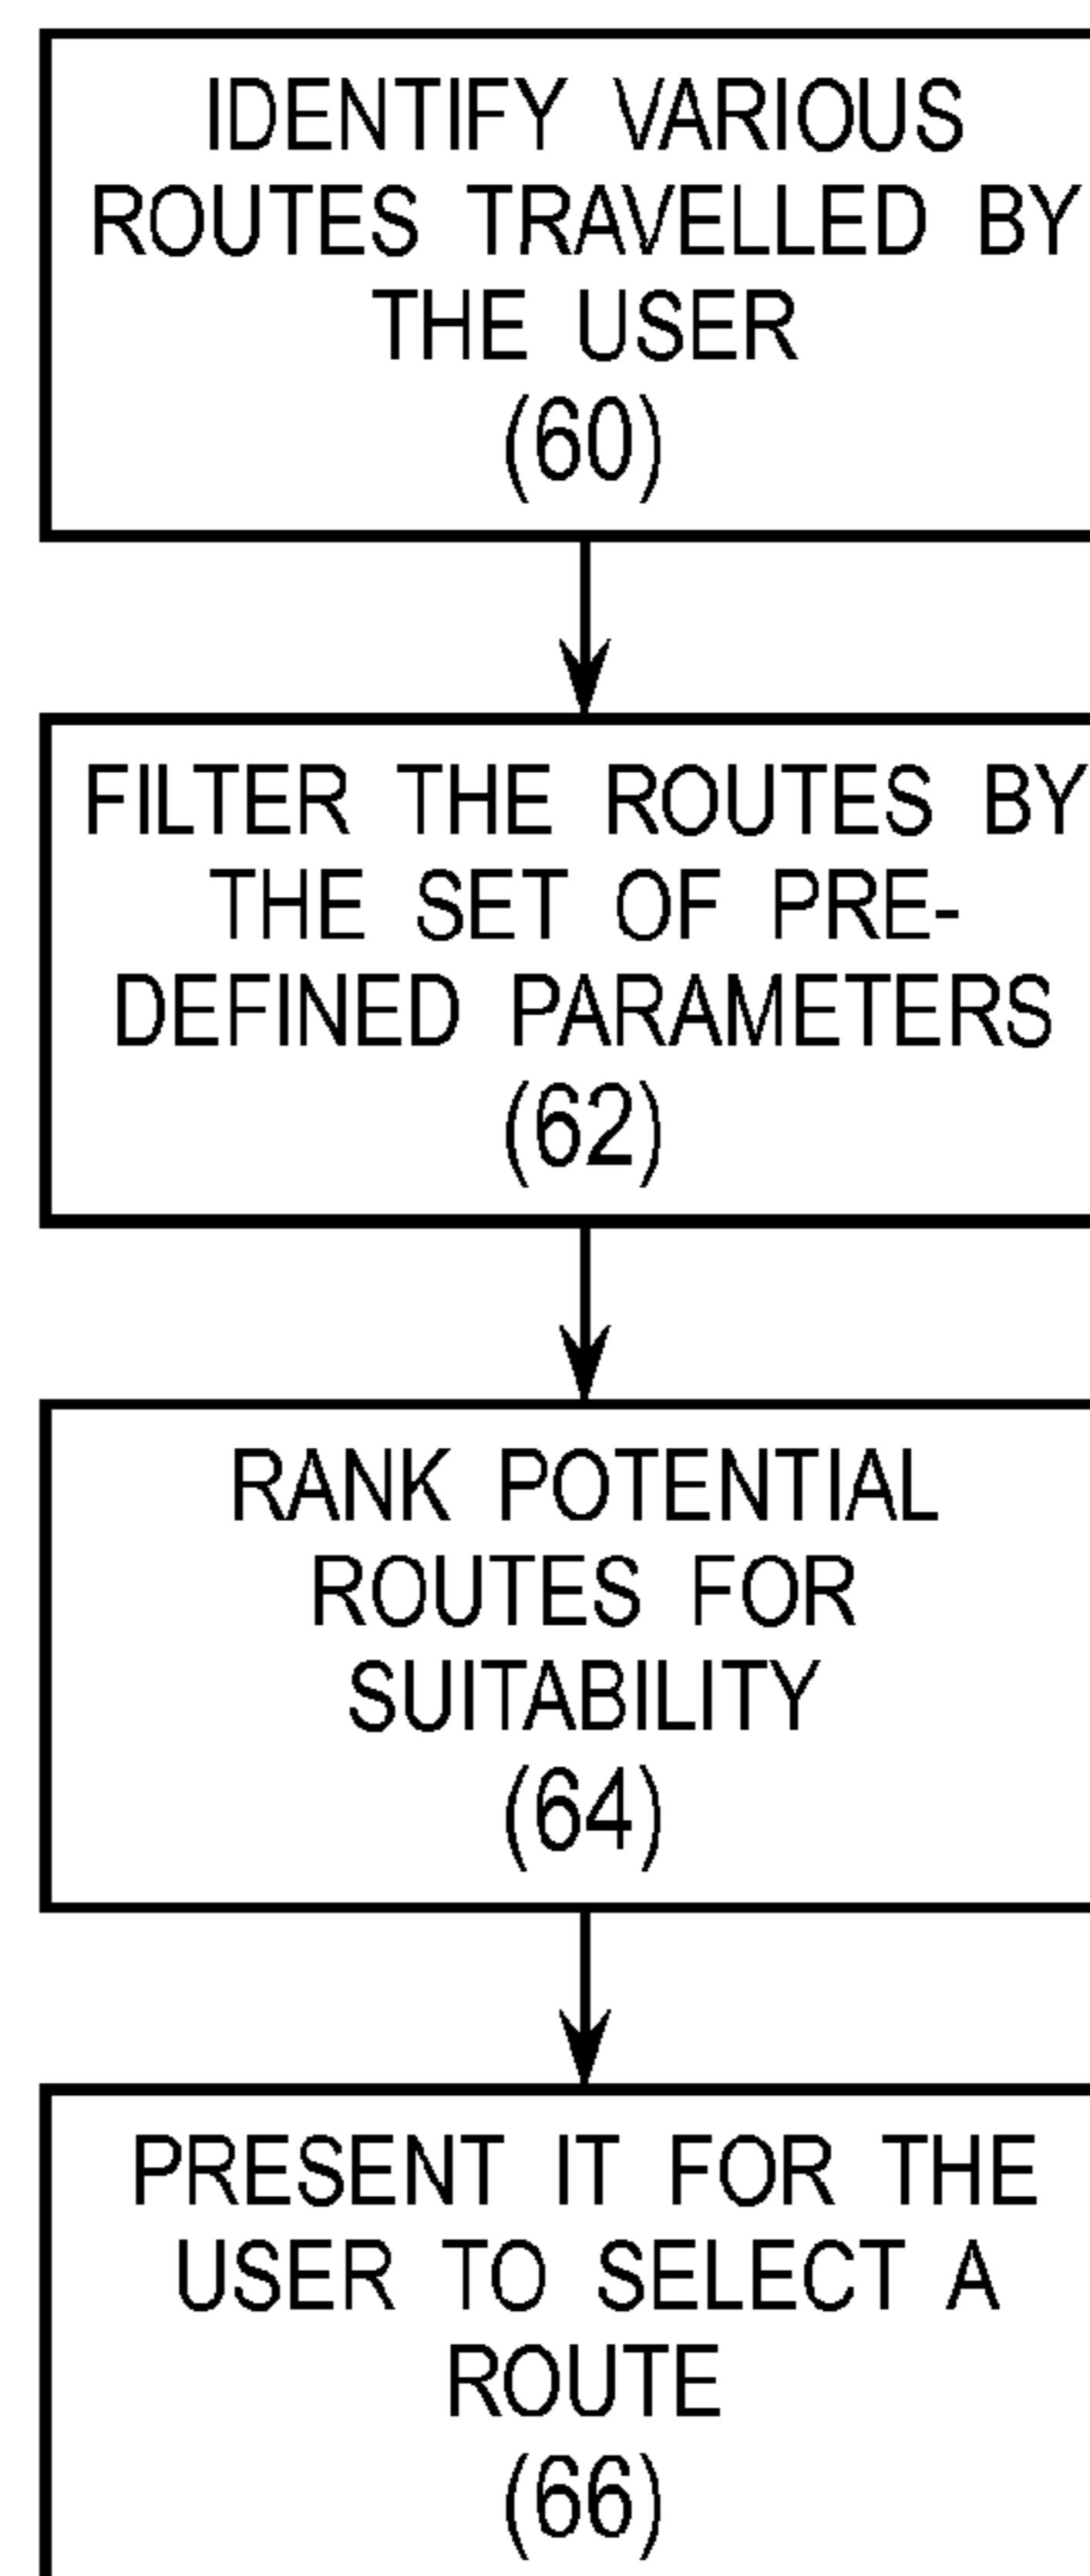 IDENTIFY VARIOUS
ROUTES TRAVELLED BY
THE USER
(60)
FILTER THE ROUTES BY
THE SET OF PRE-
DEFINED PARAMETERS
(62)
RANK POTENTIAL
ROUTES FOR
SUITABILITY
(64)
PRESENT IT FOR THE
USER TO SELECT A
ROUTE
(66)